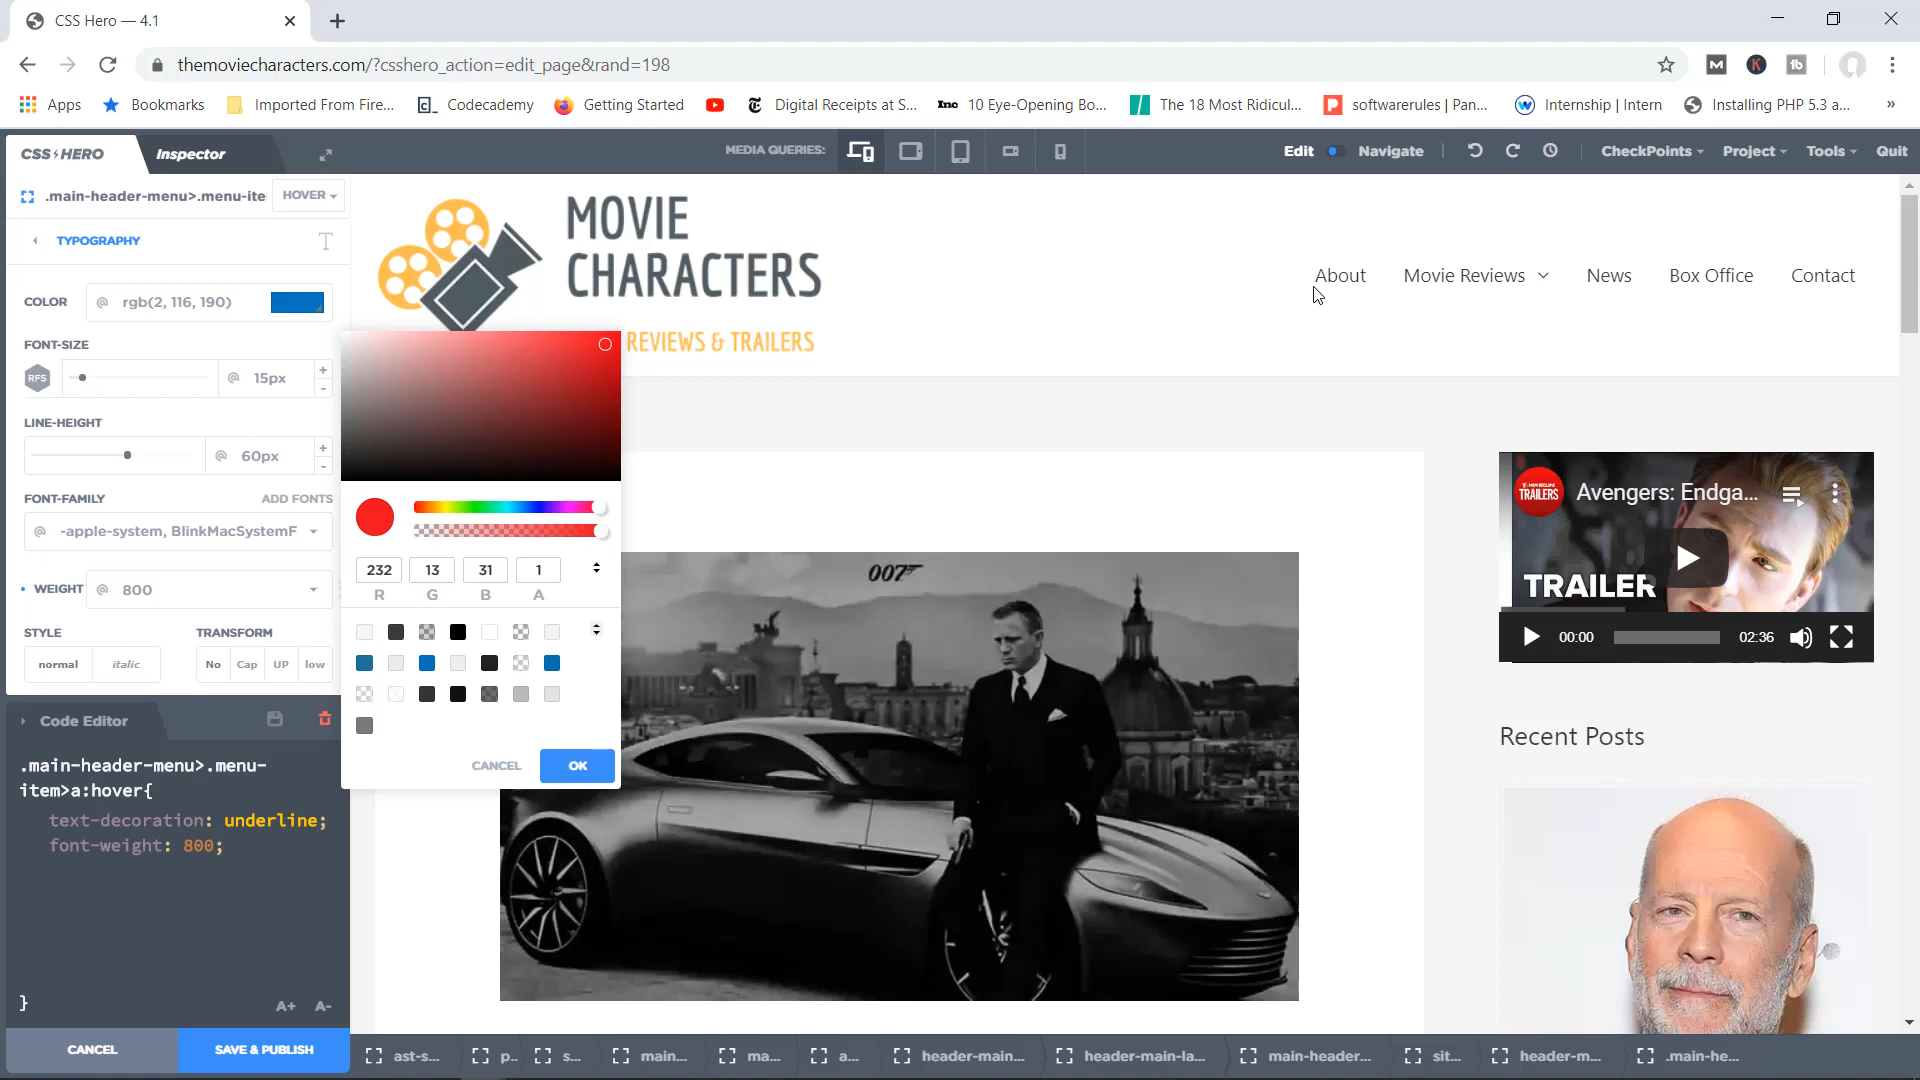 CSS Hero — 4.1
themoviecharacters.com/?csshero_action=edit_page&rand=198
Apps Bookmarks Imported From Fire... Codecademy Getting Started Digital Receipts at S... Inc 10 Eye-Opening Bo... The 18 Most Ridicul... softwarerules | Pan... Internship | Intern Installing PHP 5.3 a... »
CSS HERO Inspector MEDIA QUERIES: Edit Navigate CheckPoints Project Tools Quit
.main-header-menu>.menu-ite HOVER
TYPOGRAPHY
COLOR @ rgb(2, 116, 190)
FONT-SIZE
RFS @ 15px + -
LINE-HEIGHT
@ 60px + -
FONT-FAMILY ADD FONTS
@ -apple-system, BlinkMacSystemF
WEIGHT @ 800
STYLE TRANSFORM
normal italic No Cap UP low
Code Editor
.main-header-menu>.menu-
item>a:hover{
text-decoration: underline;
font-weight: 800;
}
A+ A-
CANCEL SAVE & PUBLISH
232 13 31 1
R G B A
CANCEL OK
MOVIE
CHARACTERS
REVIEWS & TRAILERS
About Movie Reviews News Box Office Contact
007
MOVIECLIPS
TRAILERS
Avengers: Endga...
TRAILER
00:00 02:36
Recent Posts
ast-s... p.. s... main... ma... a... header-main... header-main-la... main-header... sit... header-m... .main-he...